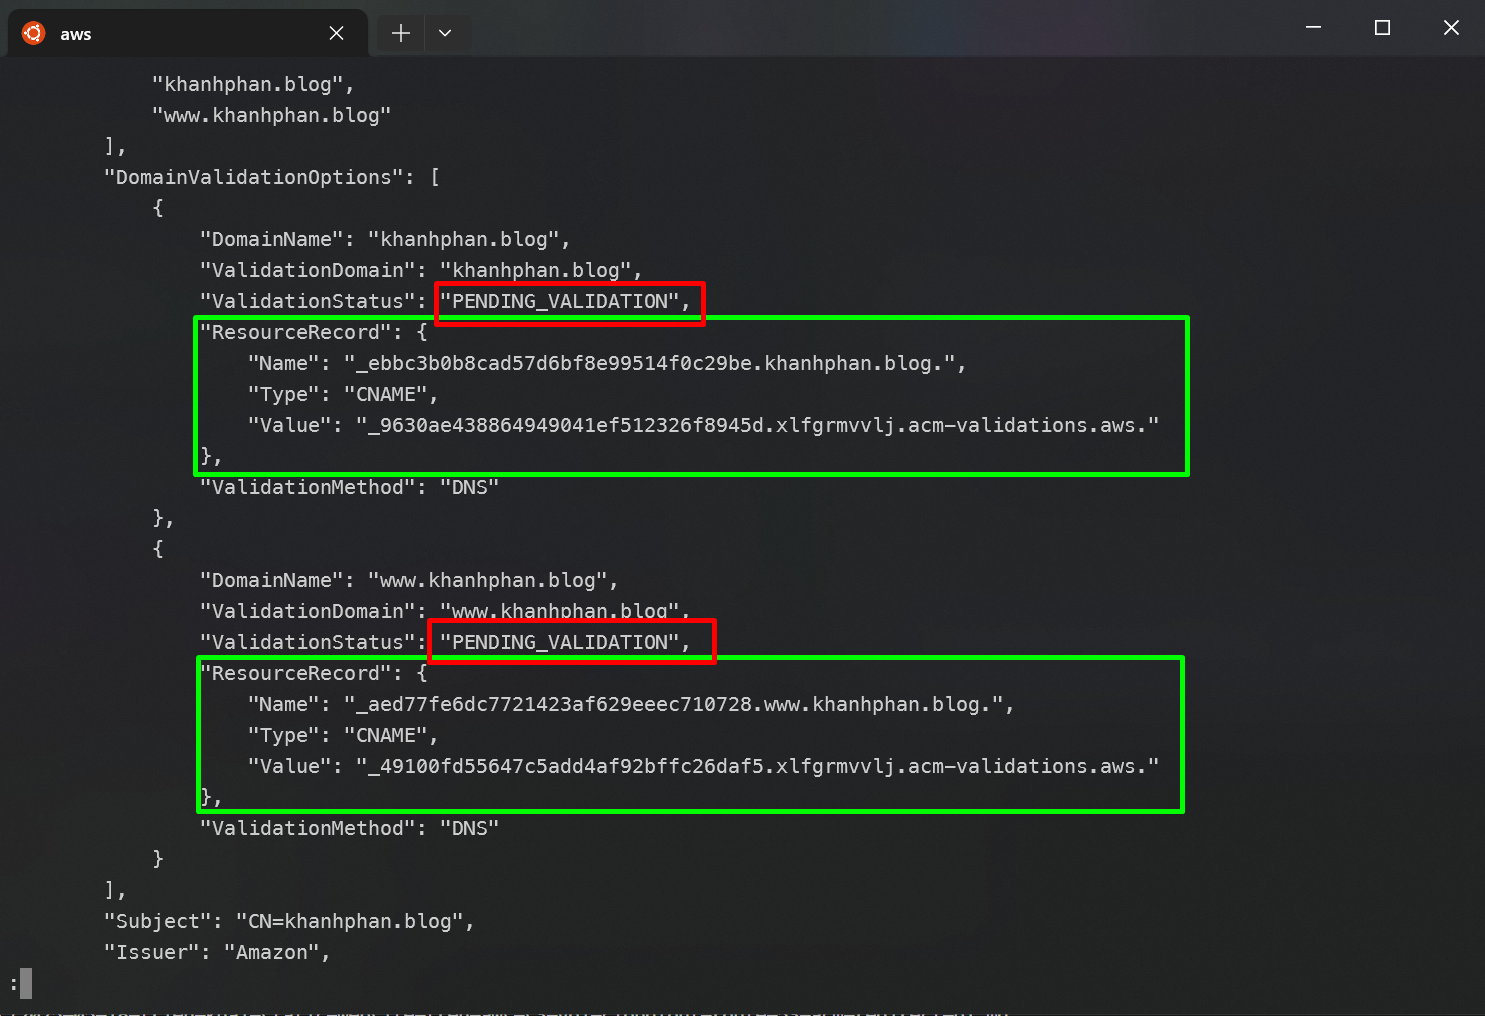 aws
"khanhphan.blog",
"www.khanhphan.blog"
],
"DomainValidationOptions": [
{
"DomainName": "khanhphan.blog",
"ValidationDomain": "khanhphan.blog",
"ValidationStatus": "PENDING_VALIDATION",
"ResourceRecord": {
"Name": "_ebbc3b0b8cad57d6bf8e99514f0c29be.khanhphan.blog.",
"Type": "CNAME",
"Value": "_9630ae438864949041ef512326f8945d.xlfgrmvvlj.acm-validations.aws."
},
"ValidationMethod": "DNS"
},
{
"DomainName": "www.khanhphan.blog",
"ValidationDomain": "www.khanhphan.blog",
"ValidationStatus": "PENDING_VALIDATION",
"ResourceRecord": {
"Name": "_aed77fe6dc7721423af629eeec710728.www.khanhphan.blog.",
"Type": "CNAME",
"Value": "_49100fd55647c5add4af92bffc26daf5.xlfgrmvvlj.acm-validations.aws."
},
"ValidationMethod": "DNS"
}
],
"Subject": "CN=khanhphan.blog",
"Issuer": "Amazon",
: